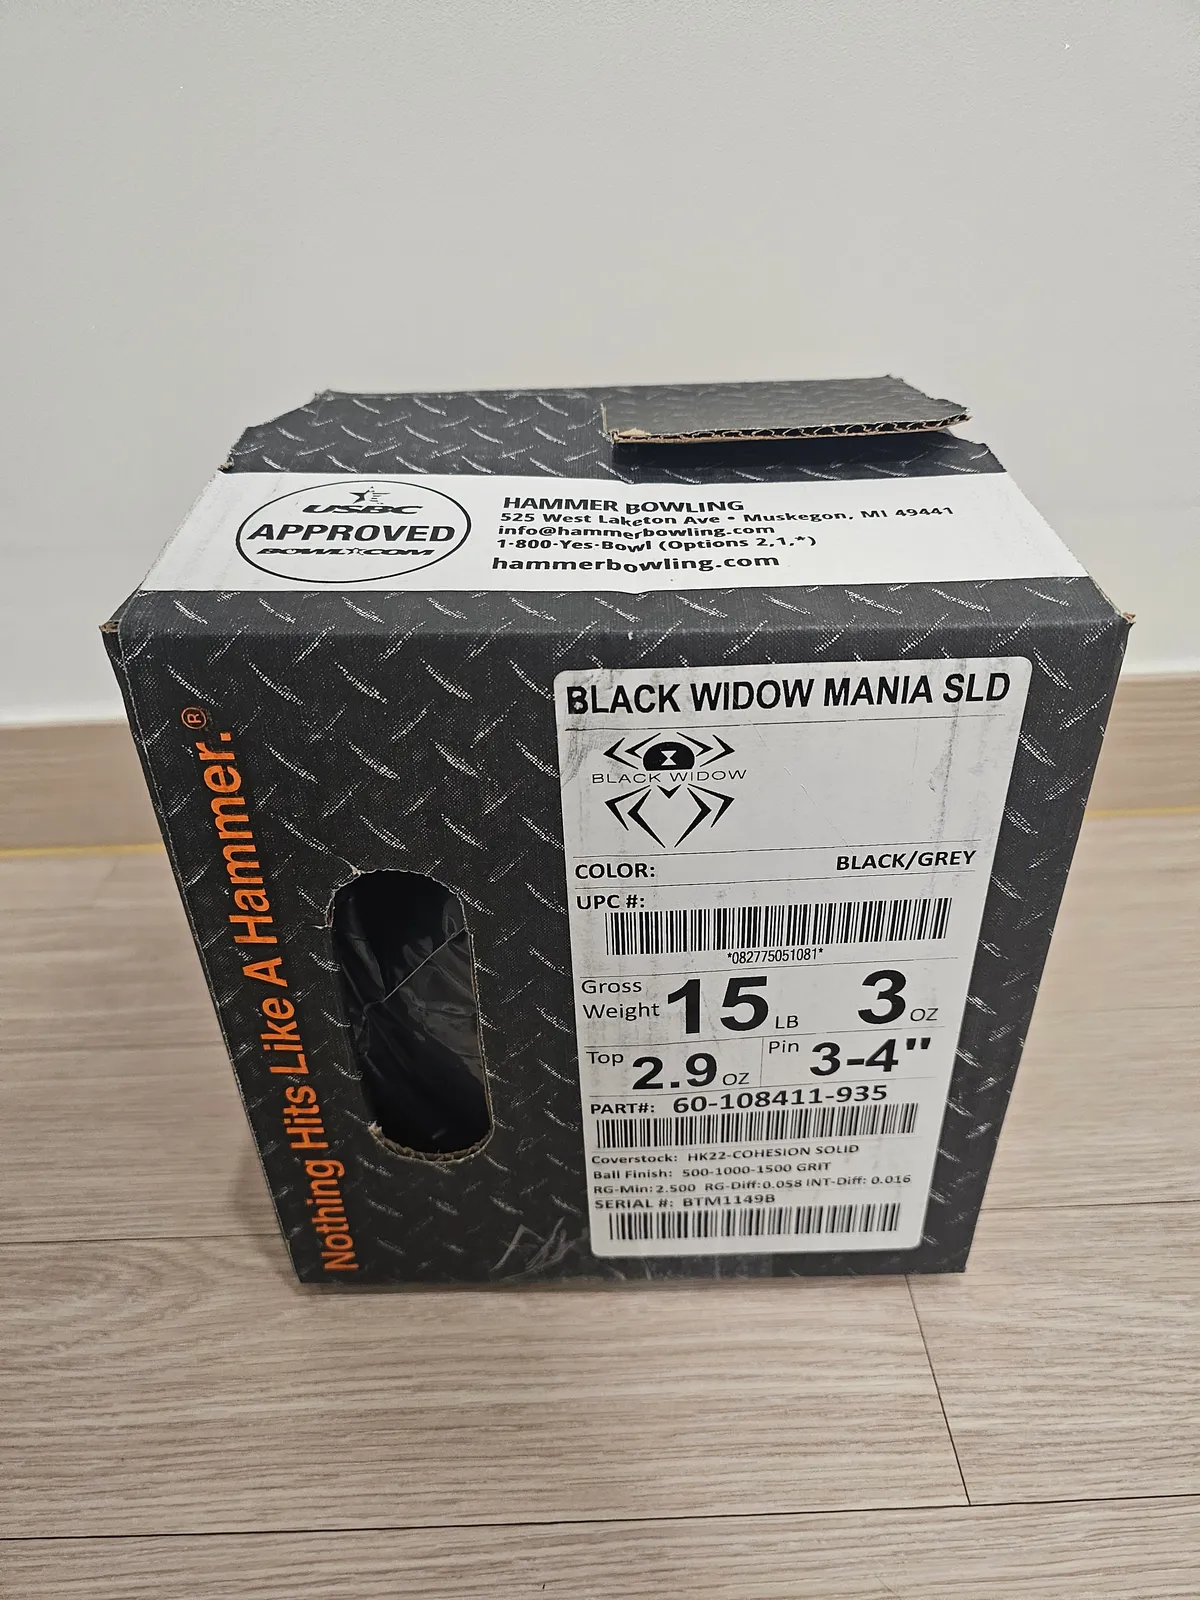 USBC
APPROVED
BOWL.COM
HAMMER BOWLING
525 West Laketon Ave • Muskegon, MI 49441
info@hammerbowling.com
1-800-Yes-Bowl (Options 2,1,*)
hammerbowling.com
Nothing Hits Like A Hammer.®
BLACK WIDOW MANIA SLD
BLACK WIDOW
COLOR: BLACK/GREY
UPC #:
*082775051081*
Gross Weight 15 LB 3 OZ
Top 2.9 OZ Pin 3-4"
PART#: 60-108411-935
Coverstock: HK22-COHESION SOLID
Ball Finish: 500-1000-1500 GRIT
RG-Min: 2.500 RG-Diff: 0.058 INT-Diff: 0.016
SERIAL #: BTM1149B